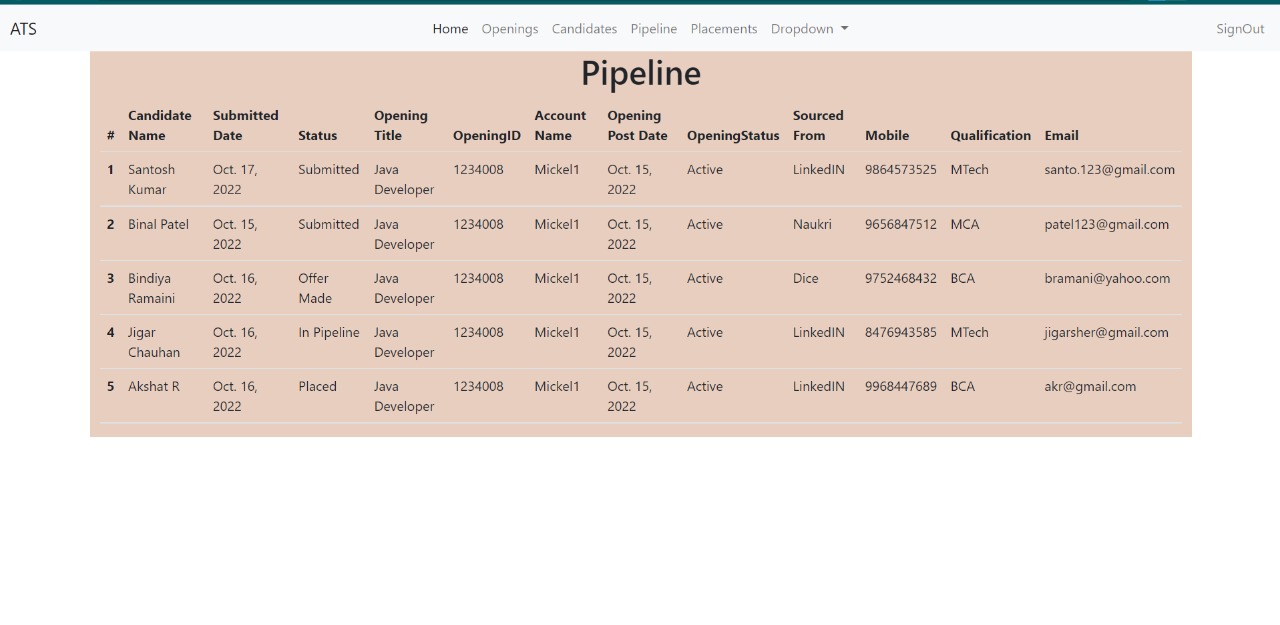 ATS Home Openings Candidates Pipeline Placements Dropdown SignOut
Pipeline
# Candidate Name Submitted Date Status Opening Title OpeningID Account Name Opening Post Date OpeningStatus Sourced From Mobile Qualification Email
1 Santosh Kumar Oct. 17, 2022 Submitted Java Developer 1234008 Mickel1 Oct. 15, 2022 Active LinkedIN 9864573525 MTech santo.123@gmail.com
2 Binal Patel Oct. 15, 2022 Submitted Java Developer 1234008 Mickel1 Oct. 15, 2022 Active Naukri 9656847512 MCA patel123@gmail.com
3 Bindiya Ramaini Oct. 16, 2022 Offer Made Java Developer 1234008 Mickel1 Oct. 15, 2022 Active Dice 9752468432 BCA bramani@yahoo.com
4 Jigar Chauhan Oct. 16, 2022 In Pipeline Java Developer 1234008 Mickel1 Oct. 15, 2022 Active LinkedIN 8476943585 MTech jigarsher@gmail.com
5 Akshat R Oct. 16, 2022 Placed Java Developer 1234008 Mickel1 Oct. 15, 2022 Active LinkedIN 9968447689 BCA akr@gmail.com